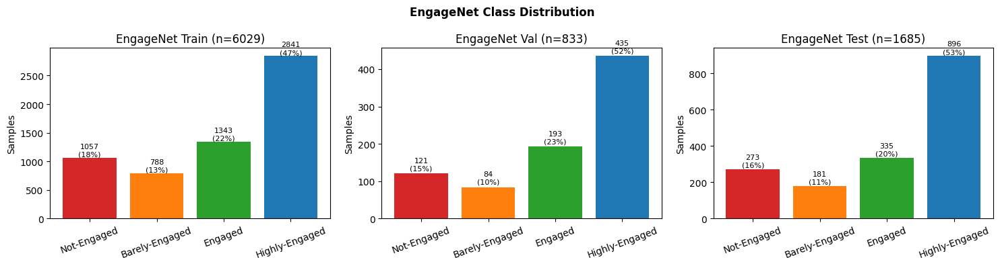 EngageNet Class Distribution
EngageNet Train (n=6029)
Samples
2500
2000
1500
1000
500
0
1057
(18%)
788
(13%)
1343
(22%)
2841
(47%)
Not-Engaged
Barely-Engaged
Engaged
Highly-Engaged
EngageNet Val (n=833)
Samples
400
300
200
100
0
121
(15%)
84
(10%)
193
(23%)
435
(52%)
Not-Engaged
Barely-Engaged
Engaged
Highly-Engaged
EngageNet Test (n=1685)
Samples
800
600
400
200
0
273
(16%)
181
(11%)
335
(20%)
896
(53%)
Not-Engaged
Barely-Engaged
Engaged
Highly-Engaged